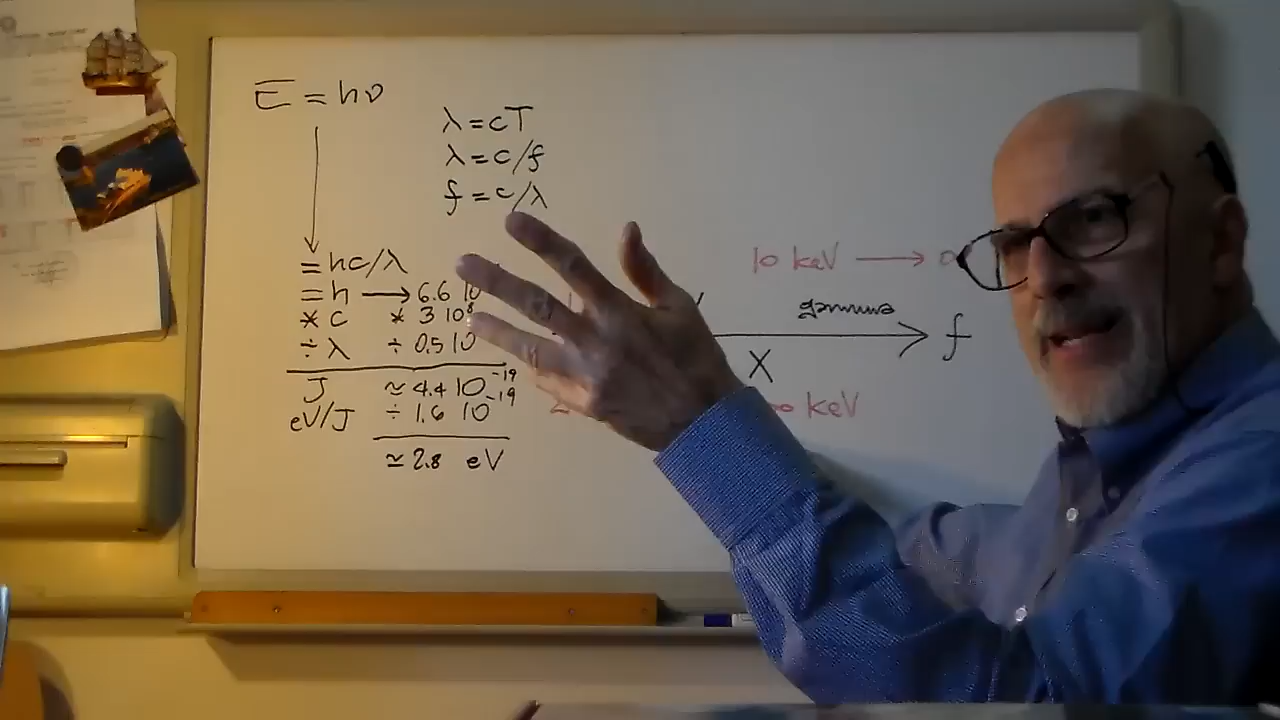 E = hν
λ = cT
λ = c/f
f = c/λ
= hc/λ
= h → 6.6 10
* c * 3 10⁸
÷ λ ÷ 0.5 10
J ≃ 4.4 10⁻¹⁹
eV/J ÷ 1.6 10⁻¹⁹
≃ 2.8 eV
10 keV →
gamma
f
X
keV